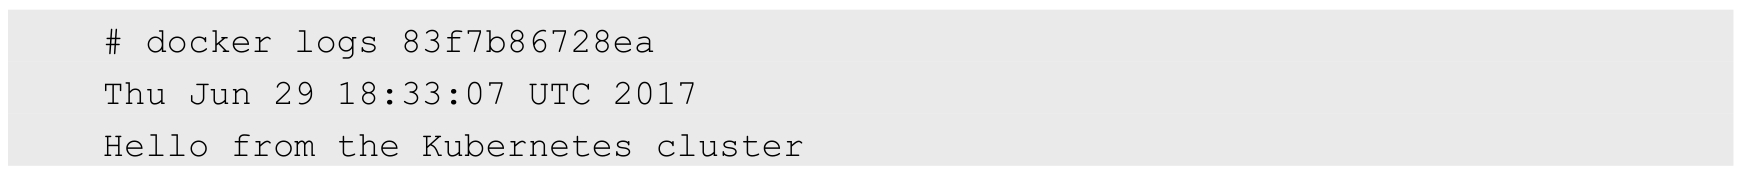 # docker logs 83f7b86728ea
Thu Jun 29 18:33:07 UTC 2017
Hello from the Kubernetes cluster